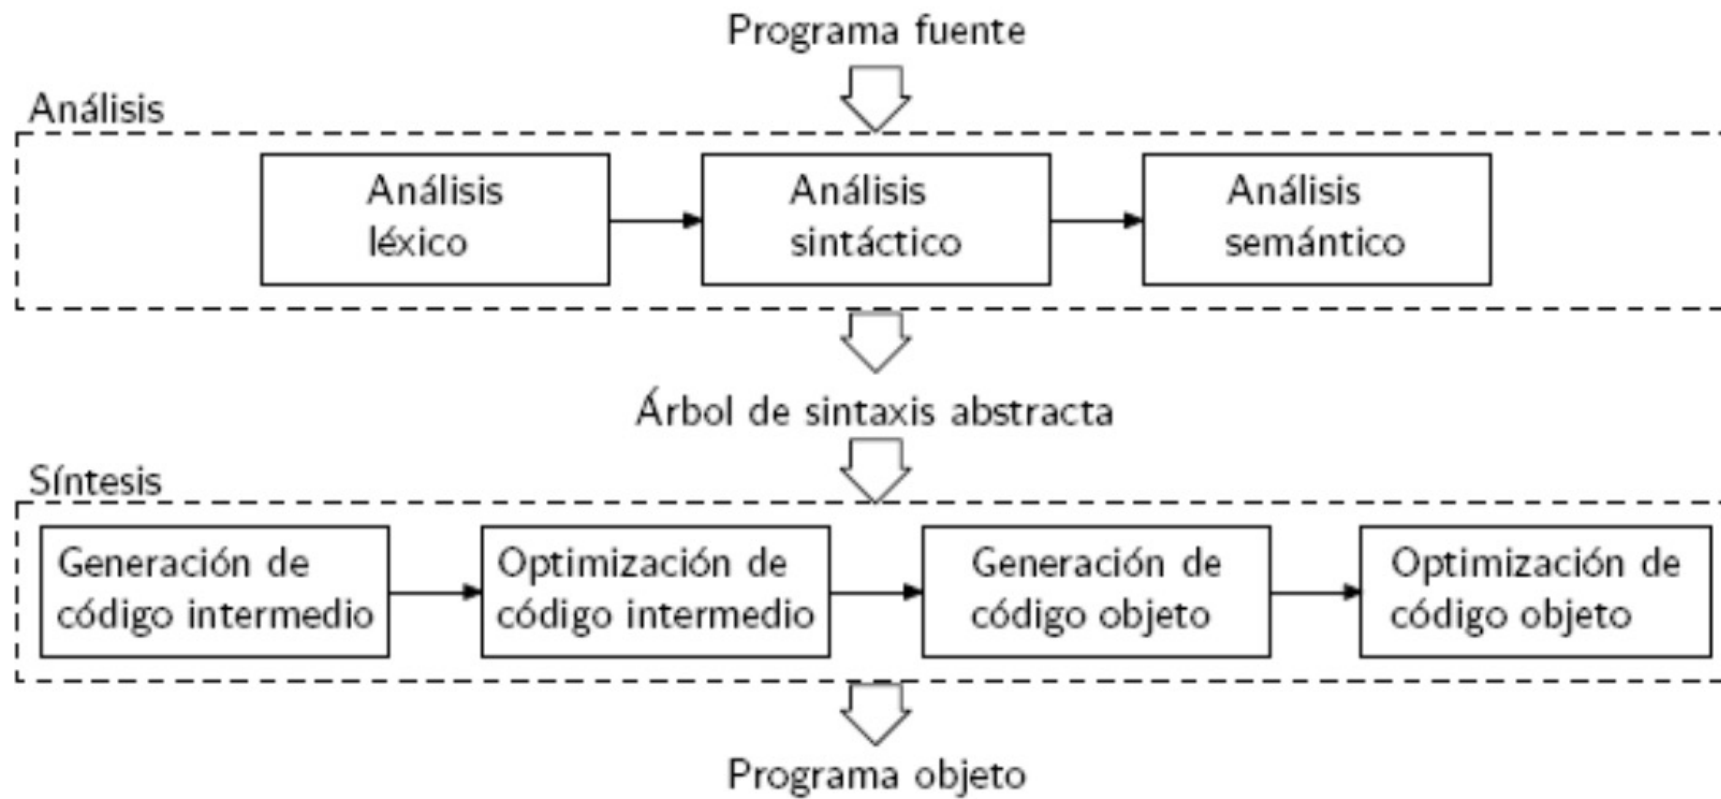 Programa fuente
Análisis
Análisis
léxico
Análisis
sintáctico
Análisis
semántico
Árbol de sintaxis abstracta
Síntesis
Generación de
código intermedio
Optimización de
código intermedio
Generación de
código objeto
Optimización de
código objeto
Programa objeto